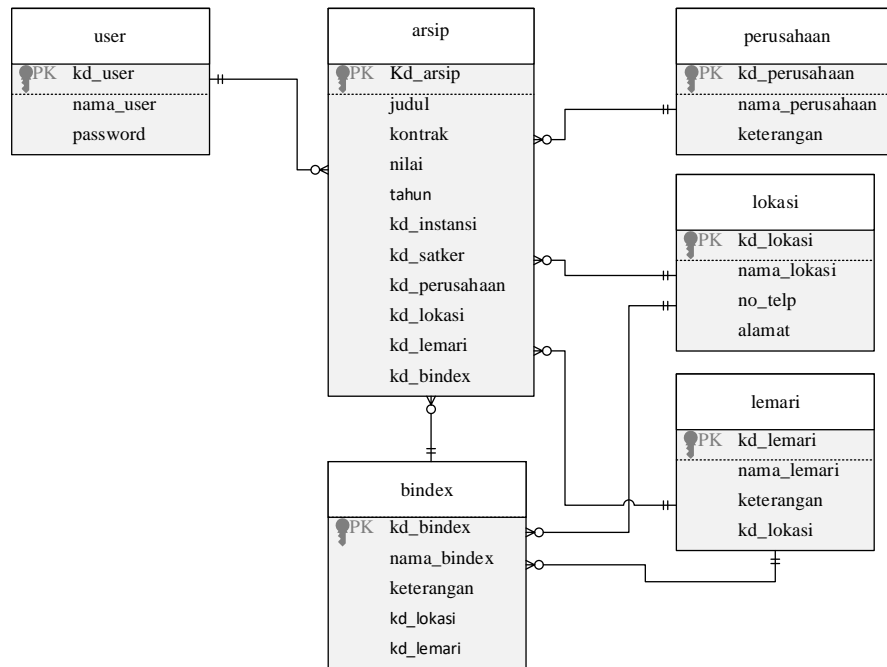 user
PK kd_user
nama_user
password
arsip
PK Kd_arsip
judul
kontrak
nilai
tahun
kd_instansi
kd_satker
kd_perusahaan
kd_lokasi
kd_lemari
kd_bindex
perusahaan
PK kd_perusahaan
nama_perusahaan
keterangan
lokasi
PK kd_lokasi
nama_lokasi
no_telp
alamat
lemari
PK kd_lemari
nama_lemari
keterangan
kd_lokasi
bindex
PK kd_bindex
nama_bindex
keterangan
kd_lokasi
kd_lemari